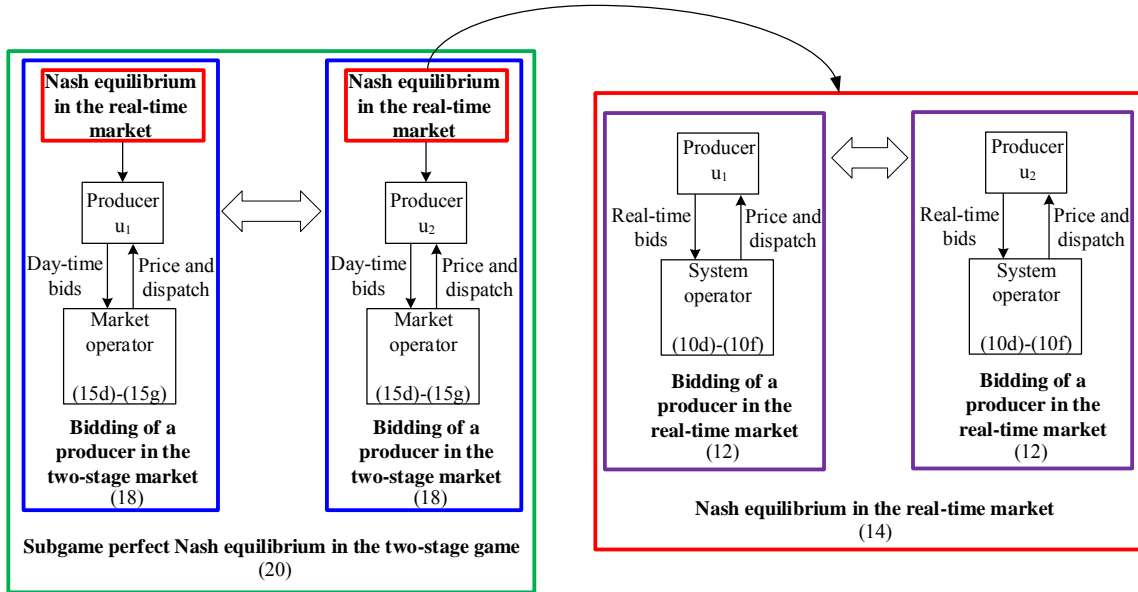 Nash equilibrium
in the real-time
market
Producer
u1
Day-time
bids
Price and
dispatch
Market
operator
(15d)-(15g)
Bidding of a
producer in the
two-stage market
(18)
Nash equilibrium
in the real-time
market
Producer
u2
Day-time
bids
Price and
dispatch
Market
operator
(15d)-(15g)
Bidding of a
producer in the
two-stage market
(18)
Subgame perfect Nash equilibrium in the two-stage game
(20)
Producer
u1
Real-time
bids
Price and
dispatch
System
operator
(10d)-(10f)
Bidding of a
producer in the
real-time market
(12)
Producer
u2
Real-time
bids
Price and
dispatch
System
operator
(10d)-(10f)
Bidding of a
producer in the
real-time market
(12)
Nash equilibrium in the real-time market
(14)